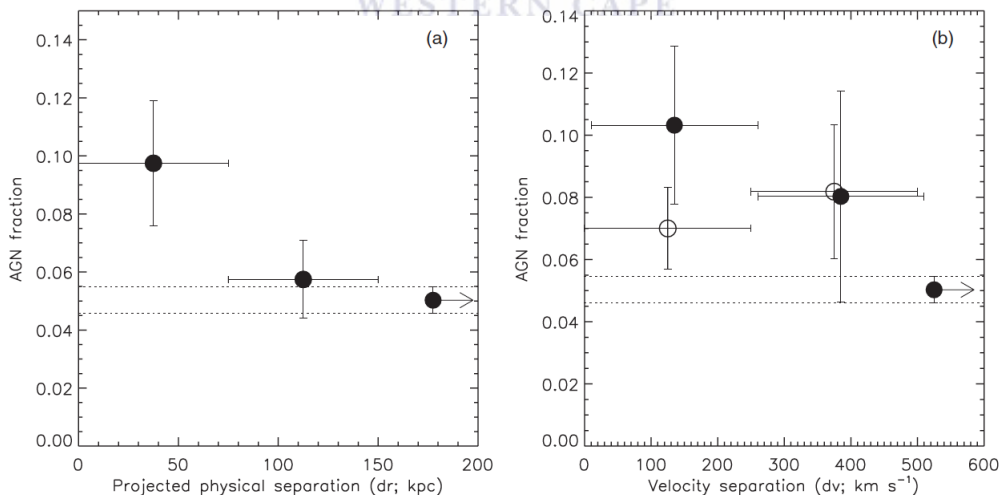 WESTERN CAPE
(a)
0.14
0.12
0.10
0.08
0.06
0.04
0.02
0.00
AGN fraction
0 50 100 150 200
Projected physical separation (dr; kpc)
(b)
0.14
0.12
0.10
0.08
0.06
0.04
0.02
0.00
AGN fraction
0 100 200 300 400 500 600
Velocity separation (dv; km s⁻¹)